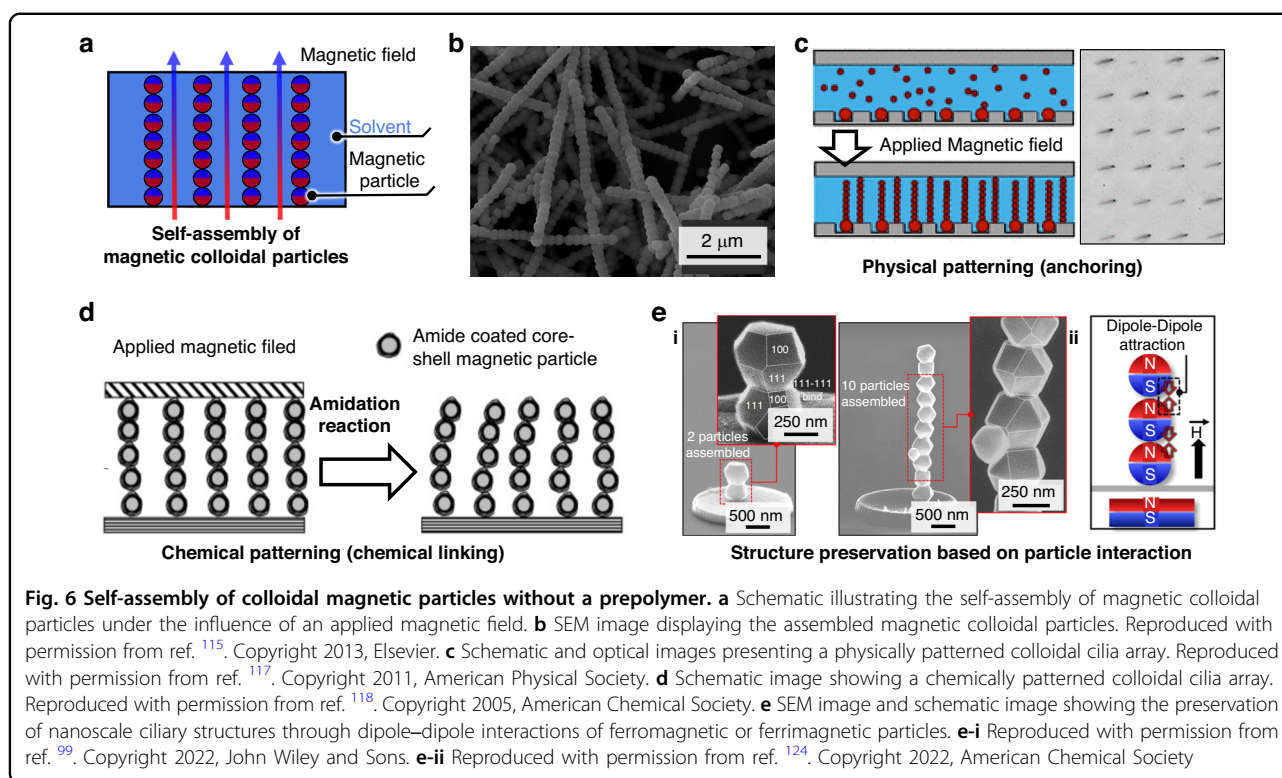 a
Magnetic field
Solvent
Magnetic
particle
Self-assembly of
magnetic colloidal particles
b
2 μm
c
Applied Magnetic field
Physical patterning (anchoring)
d
Applied magnetic filed
Amide coated core-
shell magnetic particle
Amidation
reaction
Chemical patterning (chemical linking)
e
i
100
111
111-111
bind
100
111
250 nm
2 particles
assembled
500 nm
10 particles
assembled
500 nm
250 nm
ii
Dipole-Dipole
attraction
N
S
N
S
N
S
H
N
S
Structure preservation based on particle interaction
Fig. 6 Self-assembly of colloidal magnetic particles without a prepolymer. a Schematic illustrating the self-assembly of magnetic colloidal
particles under the influence of an applied magnetic field. b SEM image displaying the assembled magnetic colloidal particles. Reproduced with
permission from ref. 115. Copyright 2013, Elsevier. c Schematic and optical images presenting a physically patterned colloidal cilia array. Reproduced
with permission from ref. 117. Copyright 2011, American Physical Society. d Schematic image showing a chemically patterned colloidal cilia array.
Reproduced with permission from ref. 118. Copyright 2005, American Chemical Society. e SEM image and schematic image showing the preservation
of nanoscale ciliary structures through dipole–dipole interactions of ferromagnetic or ferrimagnetic particles. e-i Reproduced with permission from
ref. 99. Copyright 2022, John Wiley and Sons. e-ii Reproduced with permission from ref. 124. Copyright 2022, American Chemical Society